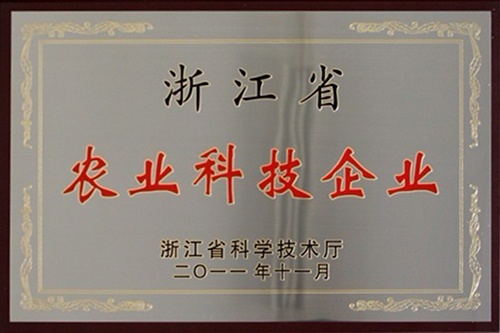 浙江省
农业科技企业
浙江省科学技术厅
二〇一一年十一月